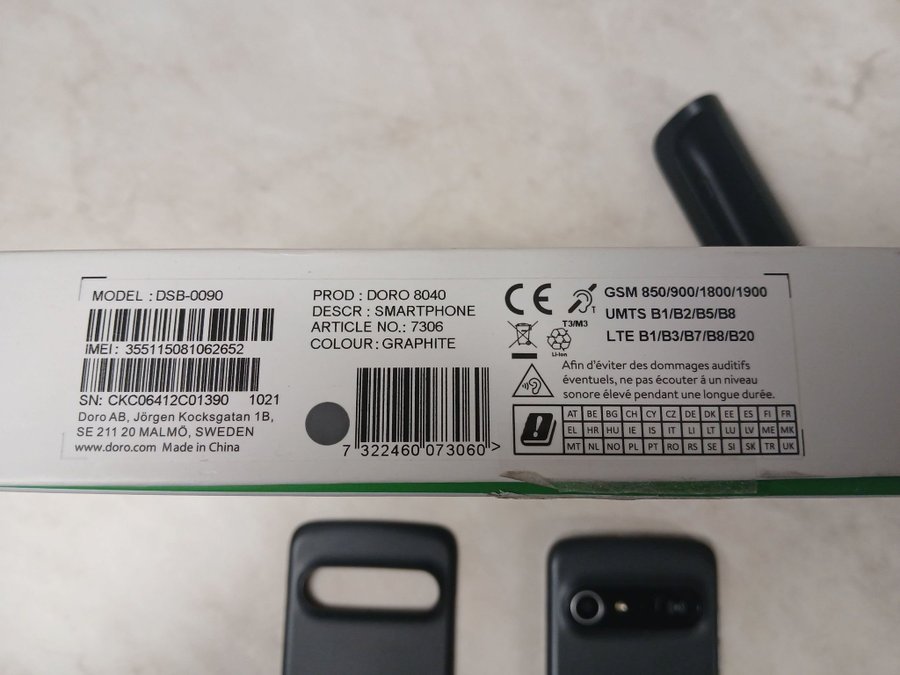 MODEL : DSB-0090
IMEI: 355115081062652
SN: CKC06412C01390 1021
Doro AB, Jörgen Kocksgatan 1B,
SE 211 20 MALMÖ, SWEDEN
www.doro.com Made in China
PROD : DORO 8040
DESCR : SMARTPHONE
ARTICLE NO.: 7306
COLOUR : GRAPHITE
7 322460 073060 >
CE
T
T3/M3
Li-Ion
GSM 850/900/1800/1900
UMTS B1/B2/B5/B8
LTE B1/B3/B7/B8/B20
Afin d'éviter des dommages auditifs
éventuels, ne pas écouter à un niveau
sonore élevé pendant une longue durée.
AT BE BG CH CY CZ DE DK EE ES FI FR
EL HR HU IE IS IT LI LT LU LV ME MK
MT NL NO PL PT RO RS SE SI SK TR UK